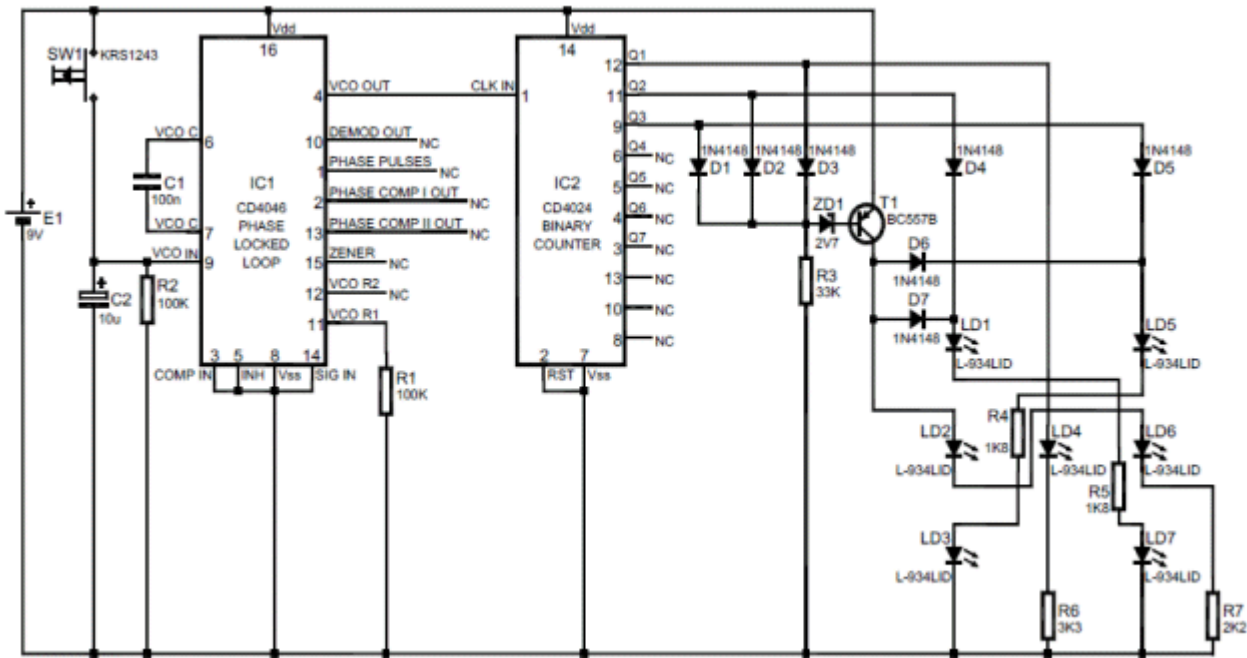 SW1
KRS1243
E1
9V
VCO C
6
C1
100n
VCO C
7
VCO IN
9
C2
10u
R2
100K
Vdd
16
IC1
CD4046
PHASE
LOCKED
LOOP
4
VCO OUT
10
DEMOD OUT
NC
1
PHASE PULSES
NC
2
PHASE COMP I OUT
NC
13
PHASE COMP II OUT
NC
15
ZENER
NC
12
VCO R2
NC
11
VCO R1
3
5
8
14
COMP IN
INH
Vss
SIG IN
R1
100K
CLK IN
1
Vdd
14
IC2
CD4024
BINARY
COUNTER
12
Q1
11
Q2
9
Q3
6
Q4
NC
5
Q5
NC
4
Q6
NC
3
Q7
NC
13
NC
10
NC
8
NC
2
7
RST
Vss
1N4148
D1
1N4148
D2
1N4148
D3
1N4148
D4
1N4148
D5
ZD1
2V7
T1
BC557B
R3
33K
D6
1N4148
D7
1N4148
LD1
L-934LID
LD5
L-934LID
R4
1K8
LD2
L-934LID
LD4
L-934LID
LD6
L-934LID
R5
1K8
LD3
L-934LID
LD7
L-934LID
R6
3K3
R7
2K2